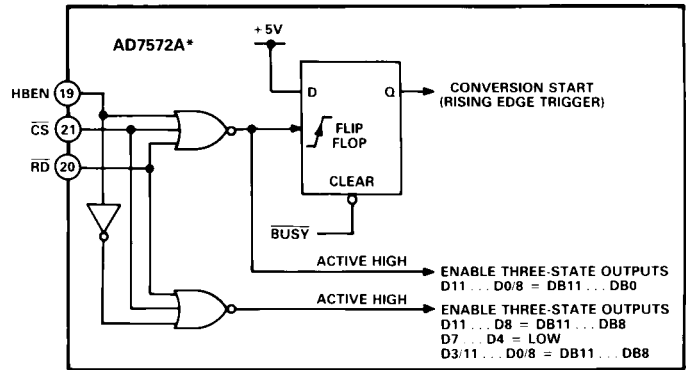 +5V
AD7572A*
HBEN 19
CS 21
RD 20
D Q
FLIP
FLOP
CLEAR
BUSY
CONVERSION START
(RISING EDGE TRIGGER)
ACTIVE HIGH
ENABLE THREE-STATE OUTPUTS
D11 . . . D0/8 = DB11 . . . DB0
ACTIVE HIGH
ENABLE THREE-STATE OUTPUTS
D11 . . . D8 = DB11 . . . DB8
D7 . . . D4 = LOW
D3/11 . . . D0/8 = DB11 . . . DB8